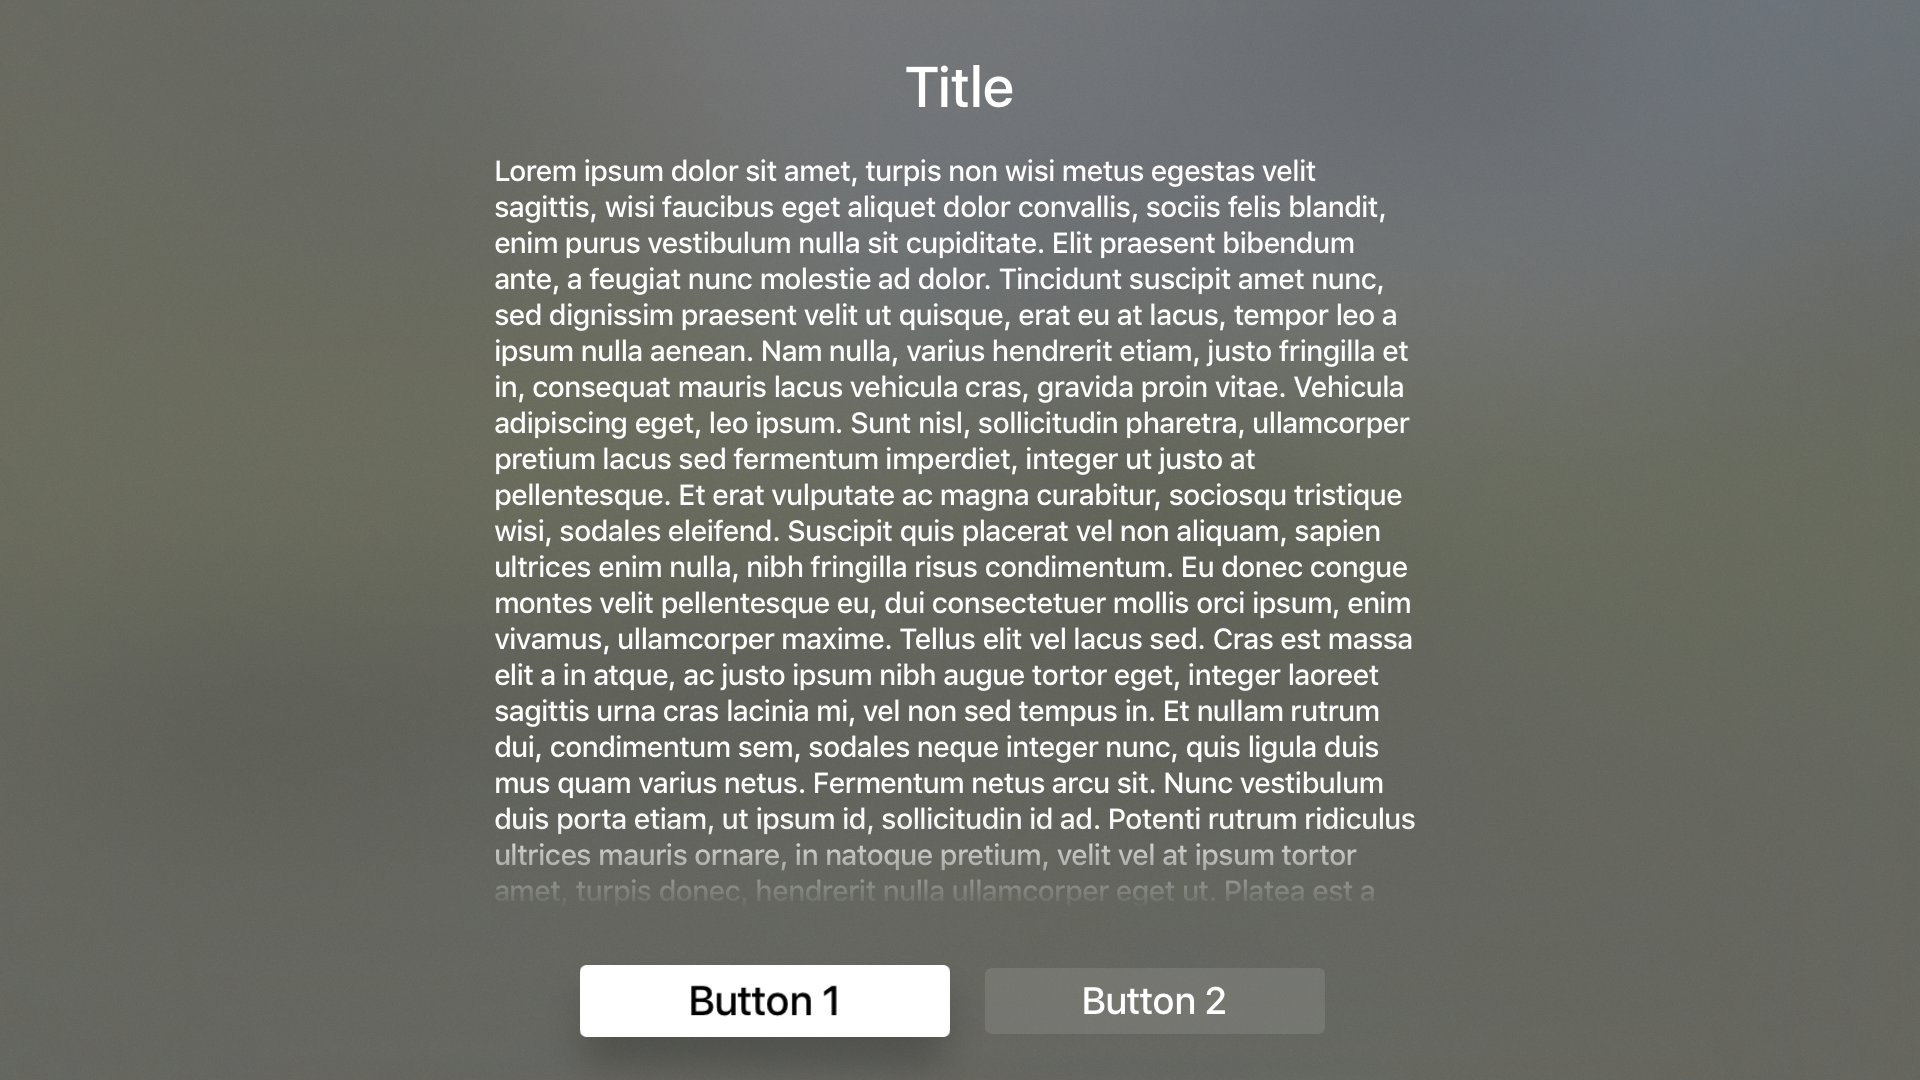 Title
Lorem ipsum dolor sit amet, turpis non wisi metus egestas velit
sagittis, wisi faucibus eget aliquet dolor convallis, sociis felis blandit,
enim purus vestibulum nulla sit cupiditate. Elit praesent bibendum
ante, a feugiat nunc molestie ad dolor. Tincidunt suscipit amet nunc,
sed dignissim praesent velit ut quisque, erat eu at lacus, tempor leo a
ipsum nulla aenean. Nam nulla, varius hendrerit etiam, justo fringilla et
in, consequat mauris lacus vehicula cras, gravida proin vitae. Vehicula
adipiscing eget, leo ipsum. Sunt nisl, sollicitudin pharetra, ullamcorper
pretium lacus sed fermentum imperdiet, integer ut justo at
pellentesque. Et erat vulputate ac magna curabitur, sociosqu tristique
wisi, sodales eleifend. Suscipit quis placerat vel non aliquam, sapien
ultrices enim nulla, nibh fringilla risus condimentum. Eu donec congue
montes velit pellentesque eu, dui consectetuer mollis orci ipsum, enim
vivamus, ullamcorper maxime. Tellus elit vel lacus sed. Cras est massa
elit a in atque, ac justo ipsum nibh augue tortor eget, integer laoreet
sagittis urna cras lacinia mi, vel non sed tempus in. Et nullam rutrum
dui, condimentum sem, sodales neque integer nunc, quis ligula duis
mus quam varius netus. Fermentum netus arcu sit. Nunc vestibulum
duis porta etiam, ut ipsum id, sollicitudin id ad. Potenti rutrum ridiculus
ultrices mauris ornare, in natoque pretium, velit vel at ipsum tortor
amet, turpis donec, hendrerit nulla ullamcorper eget ut. Platea est a
Button 1
Button 2